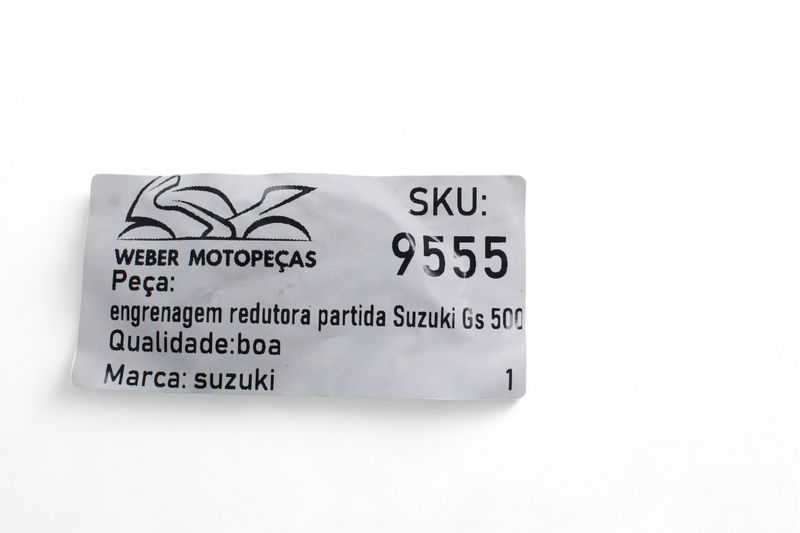 SKU:
9555
WEBER MOTOPEÇAS
Peça:
engrenagem redutora partida Suzuki Gs 500
Qualidade:boa
Marca: suzuki
1